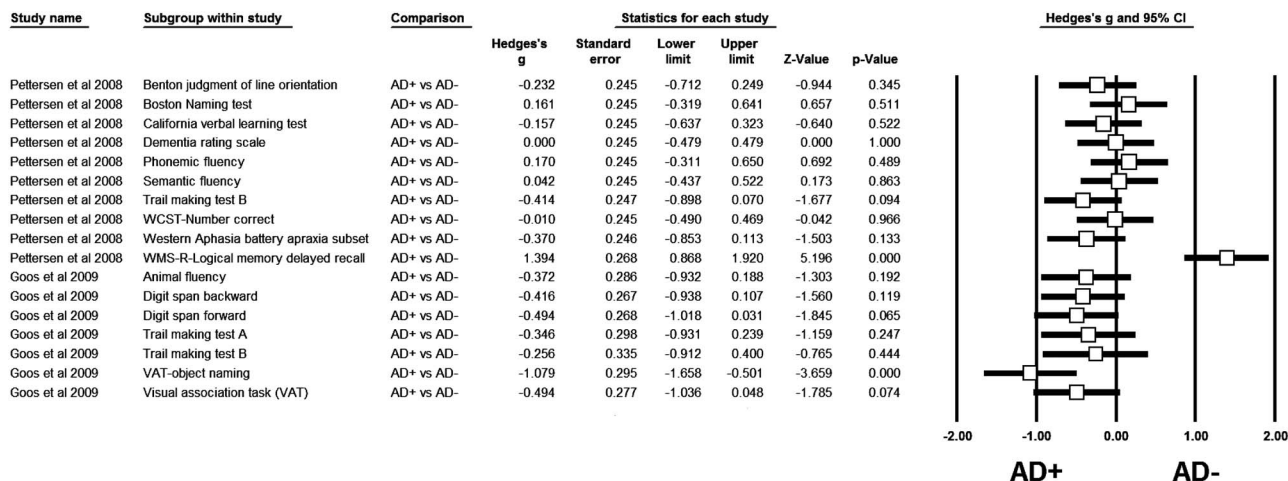 Study name Subgroup within study Comparison Statistics for each study Hedges's g and 95% CI
Hedges's Standard Lower Upper
g error limit limit Z-Value p-Value
Pettersen et al 2008 Benton judgment of line orientation AD+ vs AD- -0.232 0.245 -0.712 0.249 -0.944 0.345
Pettersen et al 2008 Boston Naming test AD+ vs AD- 0.161 0.245 -0.319 0.641 0.657 0.511
Pettersen et al 2008 California verbal learning test AD+ vs AD- -0.157 0.245 -0.637 0.323 -0.640 0.522
Pettersen et al 2008 Dementia rating scale AD+ vs AD- 0.000 0.245 -0.479 0.479 0.000 1.000
Pettersen et al 2008 Phonemic fluency AD+ vs AD- 0.170 0.245 -0.311 0.650 0.692 0.489
Pettersen et al 2008 Semantic fluency AD+ vs AD- 0.042 0.245 -0.437 0.522 0.173 0.863
Pettersen et al 2008 Trail making test B AD+ vs AD- -0.414 0.247 -0.898 0.070 -1.677 0.094
Pettersen et al 2008 WCST-Number correct AD+ vs AD- -0.010 0.245 -0.490 0.469 -0.042 0.966
Pettersen et al 2008 Western Aphasia battery apraxia subset AD+ vs AD- -0.370 0.246 -0.853 0.113 -1.503 0.133
Pettersen et al 2008 WMS-R-Logical memory delayed recall AD+ vs AD- 1.394 0.268 0.868 1.920 5.196 0.000
Goos et al 2009 Animal fluency AD+ vs AD- -0.372 0.286 -0.932 0.188 -1.303 0.192
Goos et al 2009 Digit span backward AD+ vs AD- -0.416 0.267 -0.938 0.107 -1.560 0.119
Goos et al 2009 Digit span forward AD+ vs AD- -0.494 0.268 -1.018 0.031 -1.845 0.065
Goos et al 2009 Trail making test A AD+ vs AD- -0.346 0.298 -0.931 0.239 -1.159 0.247
Goos et al 2009 Trail making test B AD+ vs AD- -0.256 0.335 -0.912 0.400 -0.765 0.444
Goos et al 2009 VAT-object naming AD+ vs AD- -1.079 0.295 -1.658 -0.501 -3.659 0.000
Goos et al 2009 Visual association task (VAT) AD+ vs AD- -0.494 0.277 -1.036 0.048 -1.785 0.074
-2.00 -1.00 0.00 1.00 2.00
AD+ AD-